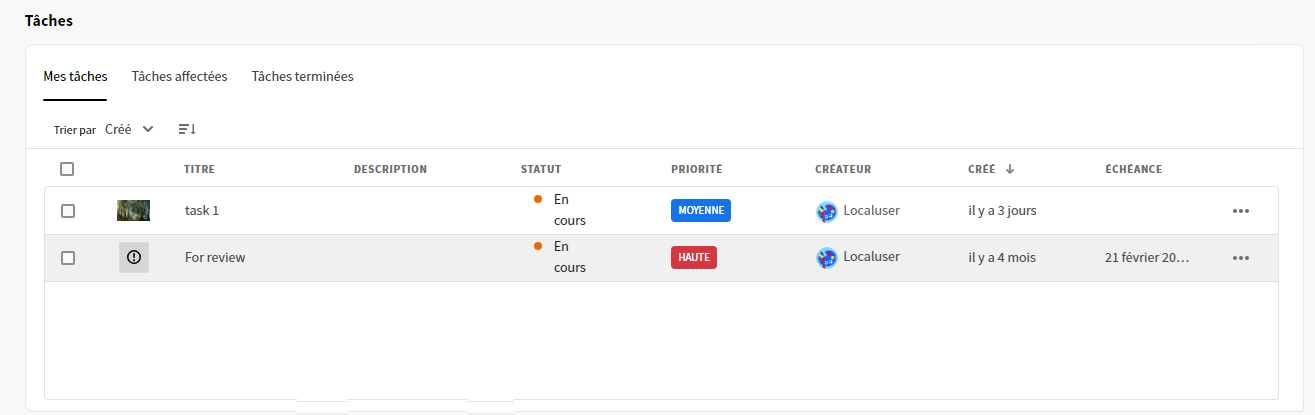 Tâches
Mes tâches Tâches affectées Tâches terminées
Trier par Créé
TITRE DESCRIPTION STATUT PRIORITÉ CRÉATEUR CRÉÉ ÉCHÉANCE
task 1 En cours MOYENNE Localuser il y a 3 jours
For review En cours HAUTE Localuser il y a 4 mois 21 février 20...